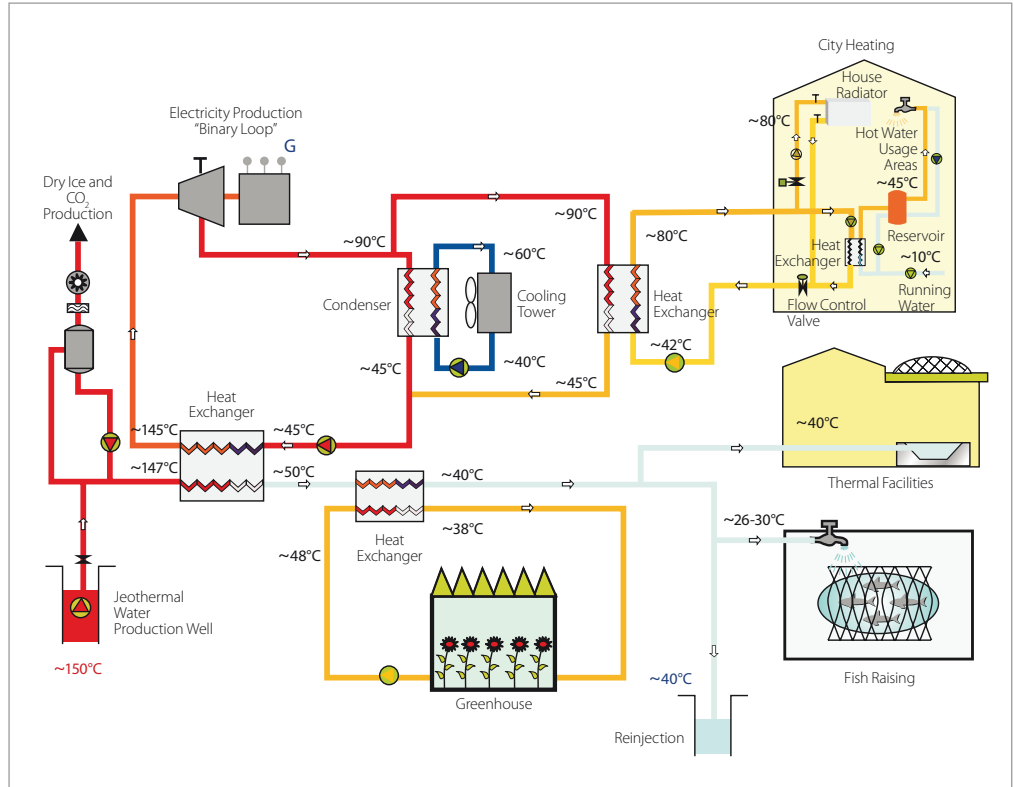 City Heating
House
Radiator
~80°C
Hot Water
Usage
Areas
~45°C
Reservoir
Heat
Exchanger
~10°C
Running
Water
Flow Control
Valve
Electricity Production
“Binary Loop”
G
Dry Ice and
CO2
Production
~90°C
~90°C
~80°C
~60°C
Condenser
Cooling
Tower
Heat
Exchanger
~40°C
~42°C
~45°C
~45°C
Heat
Exchanger
~145°C
~45°C
~147°C
~50°C
~40°C
~40°C
Thermal Facilities
Heat
Exchanger
~38°C
~48°C
~26-30°C
Jeothermal
Water
Production Well
~150°C
Greenhouse
Fish Raising
~40°C
Reinjection